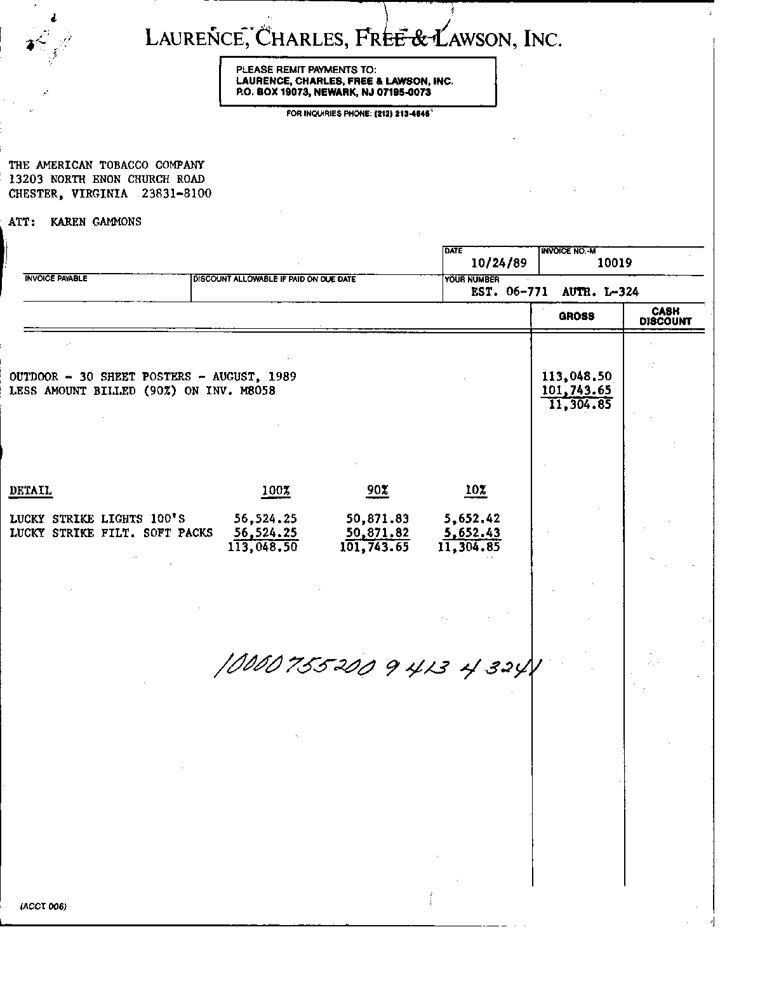 LAURENCE, CHARLES, FREE & LAWSON, INC.
PLEASE REMIT PAYMENTS TO:
LAURENCE, CHARLES, FREE & LAWSON, INC.
P.O. BOX 19073, NEWARK, NJ 07195-0073
FOR INQUIRIES PHONE: (212) 213-4646
THE AMERICAN TOBACCO COMPANY
13203 NORTH ENON CHURCH ROAD
CHESTER, VIRGINIA 23831-8100
ATT: KAREN GAMMONS
DATE INVOICE NO.-M
10/24/89 10019
INVOICE PAYABLE DISCOUNT ALLOWABLE IF PAID ON DUE DATE YOUR NUMBER
EST. 06-771 AUTH. L-324
GROSS CASH DISCOUNT
OUTDOOR - 30 SHEET POSTERS - AUGUST, 1989 113,048.50
LESS AMOUNT BILLED (90%) ON INV. M8058 101,743.65
11,304.85
DETAIL 100% 90% 10%
LUCKY STRIKE LIGHTS 100'S 56,524.25 50,871.83 5,652.42
LUCKY STRIKE FILT. SOFT PACKS 56,524.25 50,871.82 5,652.43
113,048.50 101,743.65 11,304.85
10000755200 9 413 4 3241
(ACCT 006)